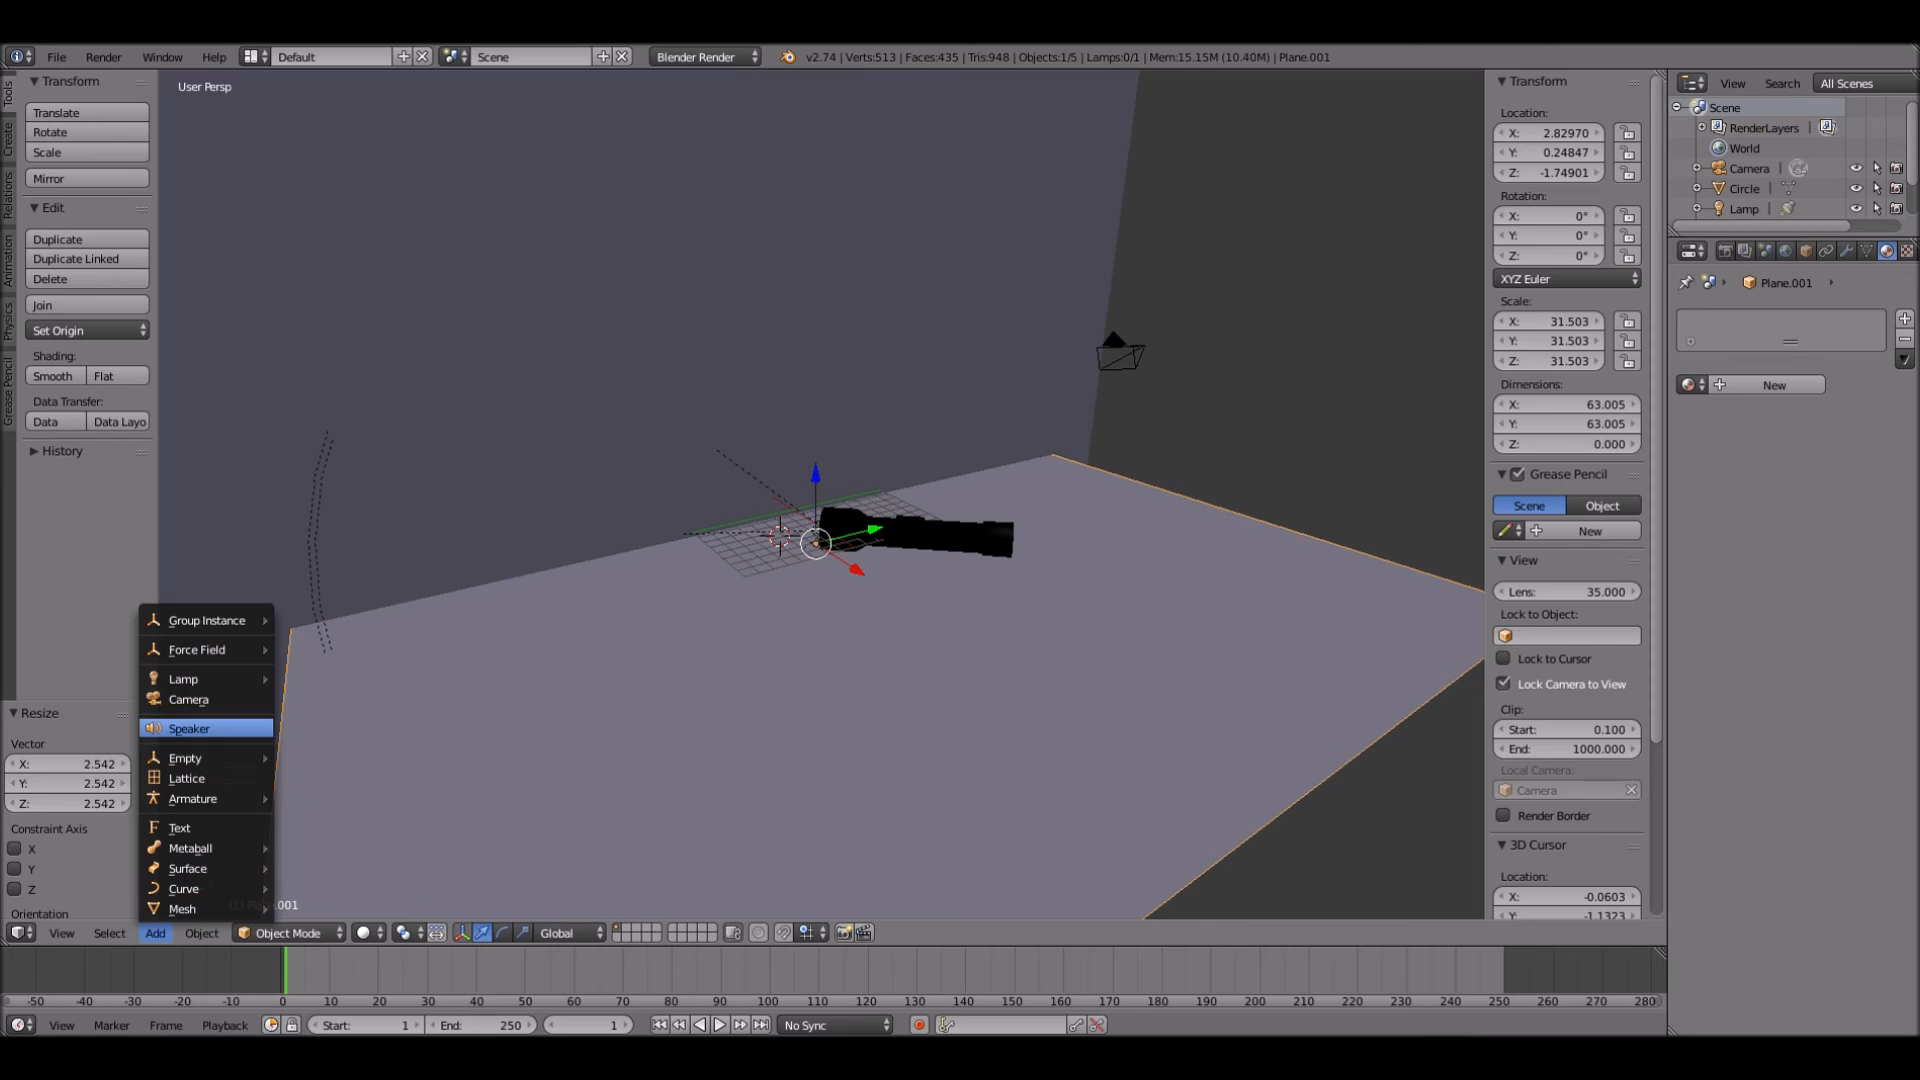 File Render Window Help Default Scene Blender Render v2.74 | Verts:513 | Faces:435 | Tris:948 | Objects:1/5 | Lamps:0/1 | Mem:15.15M (10.40M) | Plane.001
Tools
Create
Relations
Animation
Physics
Grease Pencil
Transform
Translate
Rotate
Scale
Mirror
Edit
Duplicate
Duplicate Linked
Delete
Join
Set Origin
Shading:
Smooth Flat
Data Transfer:
Data Data Layo
History
Resize
Vector
X: 2.542
Y: 2.542
Z: 2.542
Constraint Axis
X
Y
Z
Orientation
User Persp
Group Instance
Force Field
Lamp
Camera
Speaker
Empty
Lattice
Armature
Text
Metaball
Surface
Curve
Mesh
View Select Add Object Object Mode Global
Transform
Location:
X: 2.82970
Y: 0.24847
Z: -1.74901
Rotation:
X: 0°
Y: 0°
Z: 0°
XYZ Euler
Scale:
X: 31.503
Y: 31.503
Z: 31.503
Dimensions:
X: 63.005
Y: 63.005
Z: 0.000
Grease Pencil
Scene Object
New
View
Lens: 35.000
Lock to Object:
Lock to Cursor
Lock Camera to View
Clip:
Start: 0.100
End: 1000.000
Local Camera:
Camera
Render Border
3D Cursor
Location:
X: -0.0603
Y: -1.1323
View Search All Scenes
Scene
RenderLayers
World
Camera
Circle
Lamp
Plane.001
New
-50 -40 -30 -20 -10 0 10 20 30 40 50 60 70 80 90 100 110 120 130 140 150 160 170 180 190 200 210 220 230 240 250 260 270 280
View Marker Frame Playback Start: 1 End: 250 1 No Sync